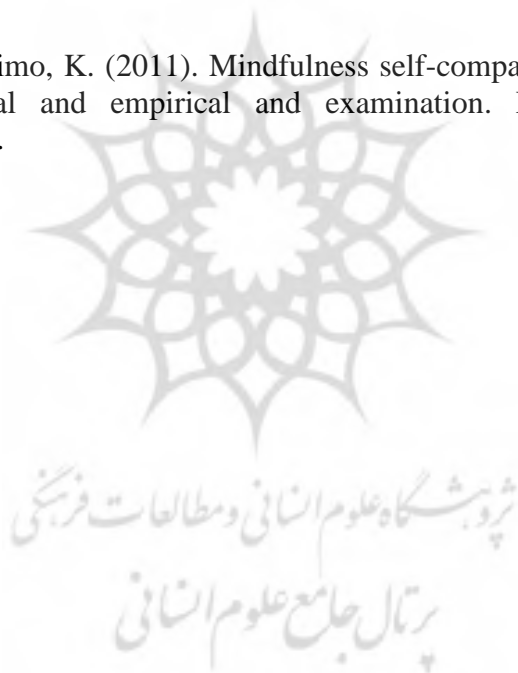 imo, K. (2011). Mindfulness self-compa
al and empirical and examination.
.
پژوهشگاه علوم انسانی و مطالعات فرهنگی
پرتال جامع علوم انسانی